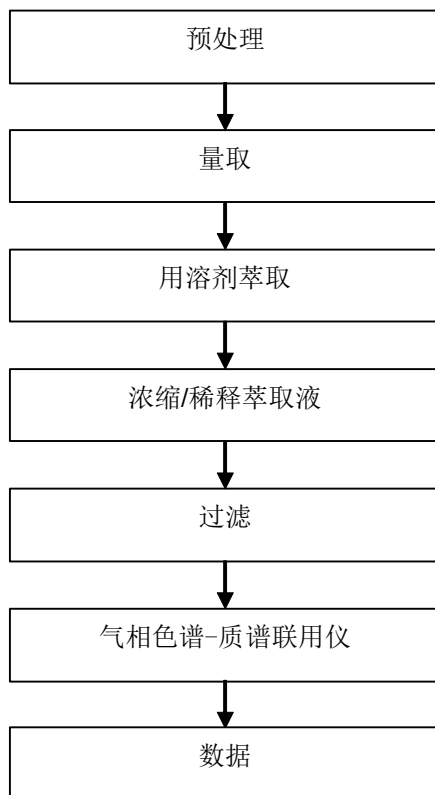 预处理
量取
用溶剂萃取
浓缩/稀释萃取液
过滤
气相色谱-质谱联用仪
数据